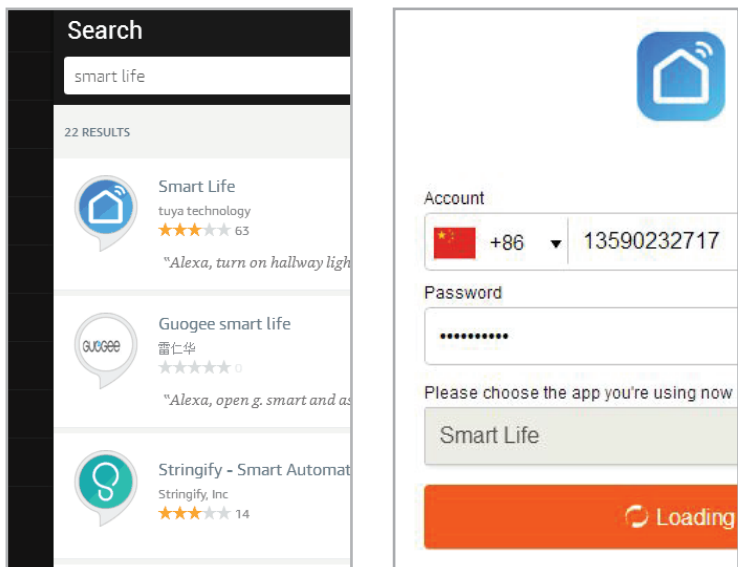 Search
smart life
22 RESULTS
Smart Life
tuya technology
63
"Alexa, turn on hallway ligh
GUOGEE
Guogee smart life
雷仁华
0
"Alexa, open g. smart and as
Stringify - Smart Automat
Stringify, Inc
14
Account
+86 13590232717
Password
••••••••••
Please choose the app you're using now
Smart Life
Loading